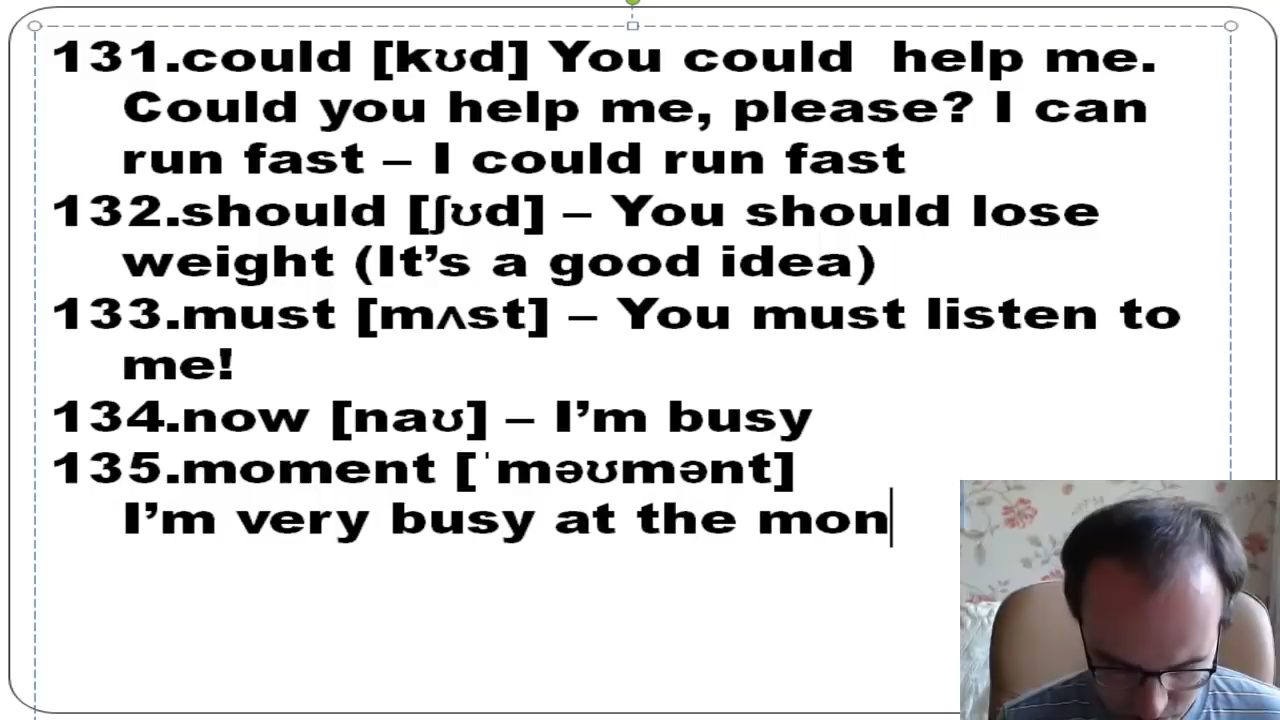 131.could [kʊd] You could help me.
Could you help me, please? I can
run fast – I could run fast
132.should [ʃʊd] – You should lose
weight (It’s a good idea)
133.must [mʌst] – You must listen to
me!
134.now [naʊ] – I’m busy
135.moment [ˈməʊmənt]
I’m very busy at the mon